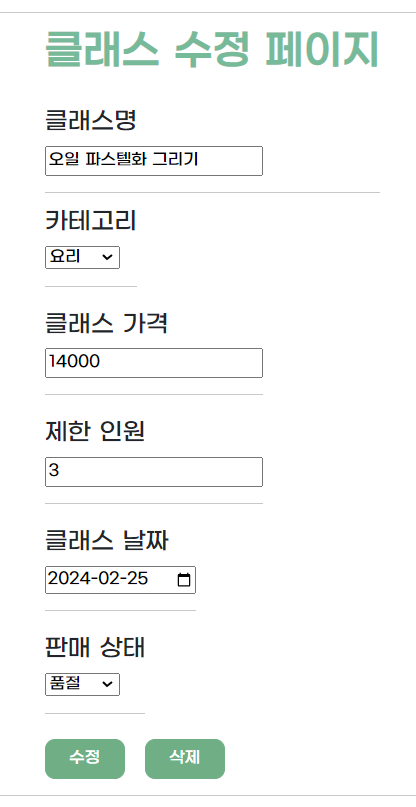 클래스 수정 페이지
클래스명
오일 파스텔화 그리기
카테고리
요리
클래스 가격
14000
제한 인원
3
클래스 날짜
2024-02-25
판매 상태
품절
수정 삭제